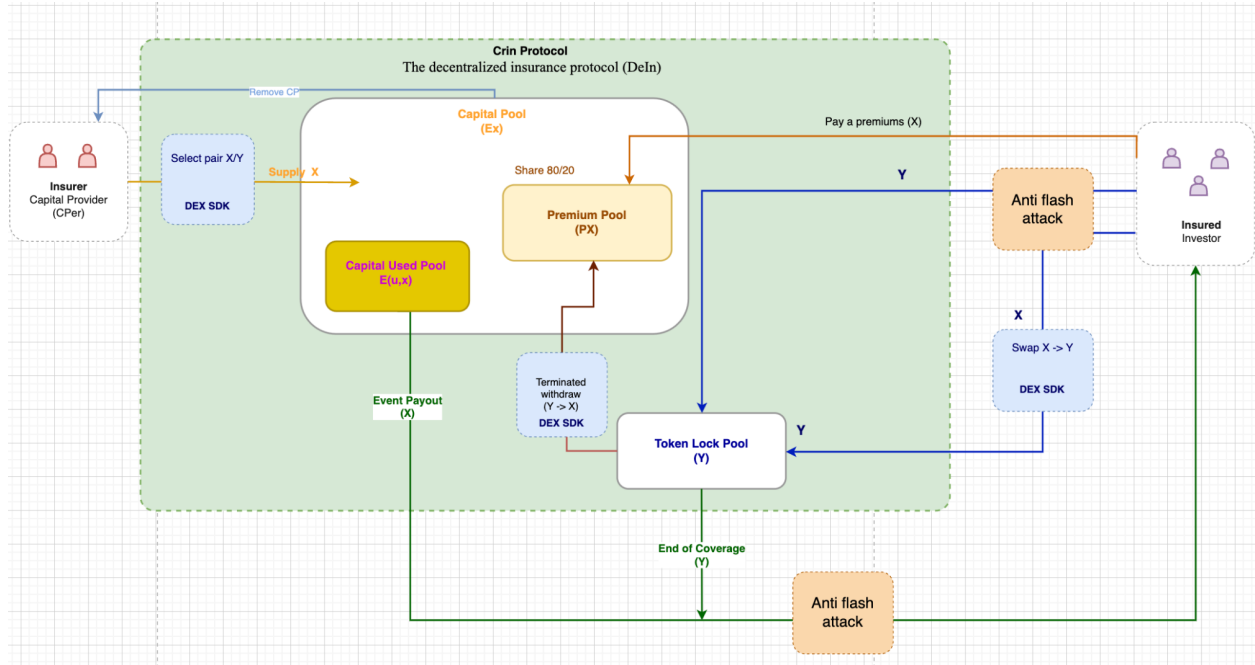 Crin Protocol
The decentralized insurance protocol (DeIn)
Remove CP
Capital Pool
(Ex)
Pay a premiums (X)
Insurer
Capital Provider
(CPer)
Select pair X/Y
DEX SDK
Supply X
Share 80/20
Premium Pool
(PX)
Y
Anti flash
attack
Insured
Investor
Capital Used Pool
E(u,x)
X
Swap X -> Y
DEX SDK
Terminated
withdraw
(Y -> X)
DEX SDK
Event Payout
(X)
Token Lock Pool
(Y)
Y
End of Coverage
(Y)
Anti flash
attack